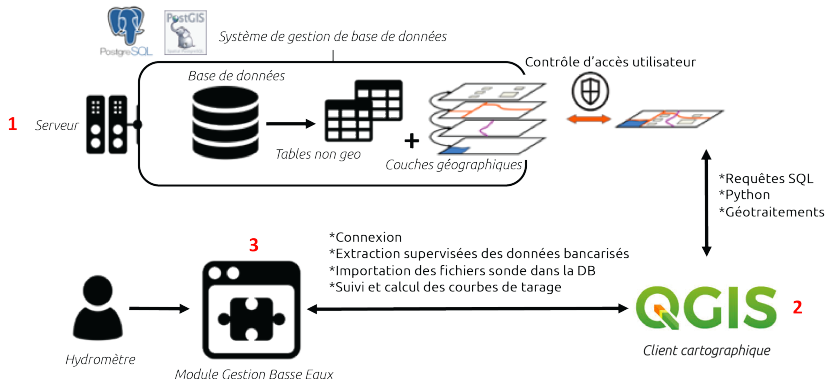 PostgreSQL
PostGIS
Système de gestion de base de données
Base de données
Contrôle d'accès utilisateur
1
Serveur
+
Tables non geo
Couches géographiques
*Requêtes SQL
*Python
*Géotraitements
3
*Connexion
*Extraction supervisées des données bancarisés
*Importation des fichiers sonde dans la DB
*Suivi et calcul des courbes de tarage
QGIS
2
Client cartographique
Hydromètre
Module Gestion Basse Eaux